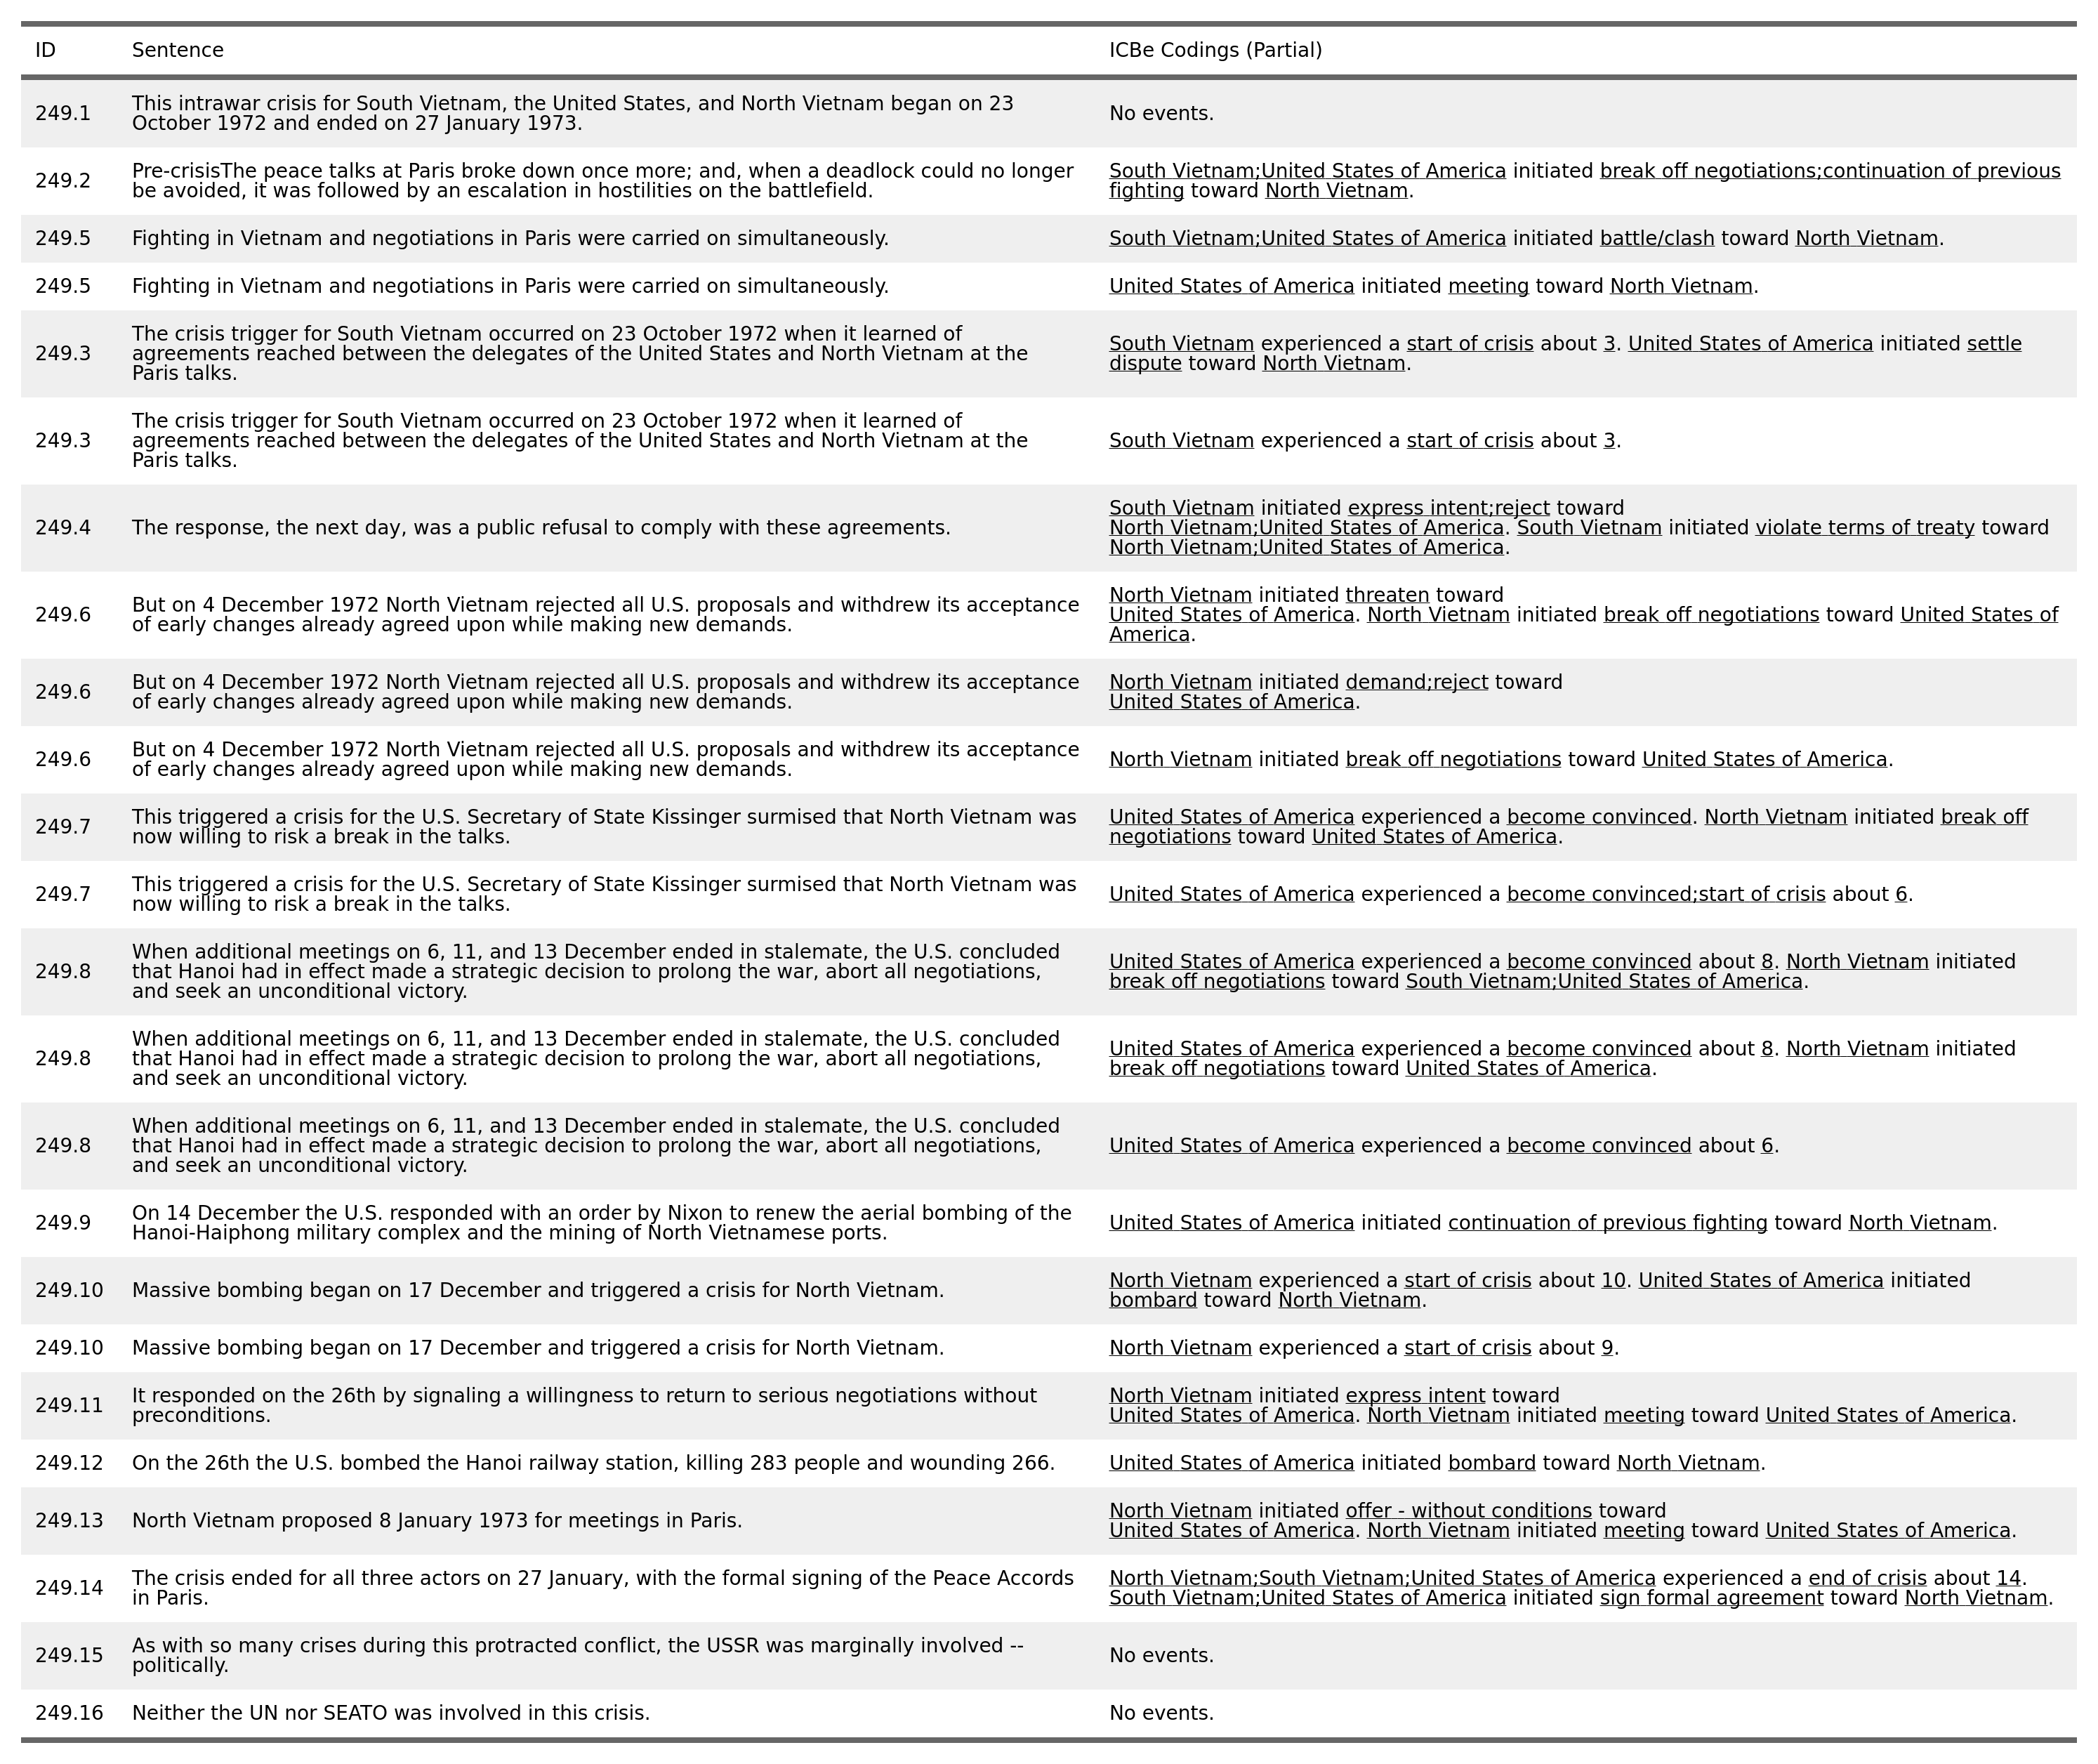 ID Sentence ICBe Codings (Partial)
249.1 This intrawar crisis for South Vietnam, the United States, and North Vietnam began on 23
October 1972 and ended on 27 January 1973. No events.
249.2 Pre-crisisThe peace talks at Paris broke down once more; and, when a deadlock could no longer
be avoided, it was followed by an escalation in hostilities on the battlefield.
South Vietnam;United States of America initiated break off negotiations;continuation of previous
fighting toward North Vietnam.
249.5 Fighting in Vietnam and negotiations in Paris were carried on simultaneously. South Vietnam;United States of America initiated battle/clash toward North Vietnam.
249.5 Fighting in Vietnam and negotiations in Paris were carried on simultaneously. United States of America initiated meeting toward North Vietnam.
249.3 The crisis trigger for South Vietnam occurred on 23 October 1972 when it learned of
agreements reached between the delegates of the United States and North Vietnam at the
Paris talks.
South Vietnam experienced a start of crisis about 3. United States of America initiated settle
dispute toward North Vietnam.
249.3 The crisis trigger for South Vietnam occurred on 23 October 1972 when it learned of
agreements reached between the delegates of the United States and North Vietnam at the
Paris talks.
South Vietnam experienced a start of crisis about 3.
249.4 The response, the next day, was a public refusal to comply with these agreements.
South Vietnam initiated express intent;reject toward
North Vietnam;United States of America. South Vietnam initiated violate terms of treaty toward
North Vietnam;United States of America.
249.6 But on 4 December 1972 North Vietnam rejected all U.S. proposals and withdrew its acceptance
of early changes already agreed upon while making new demands.
North Vietnam initiated threaten toward
United States of America. North Vietnam initiated break off negotiations toward United States of
America.
249.6 But on 4 December 1972 North Vietnam rejected all U.S. proposals and withdrew its acceptance
of early changes already agreed upon while making new demands.
North Vietnam initiated demand;reject toward
United States of America.
249.6 But on 4 December 1972 North Vietnam rejected all U.S. proposals and withdrew its acceptance
of early changes already agreed upon while making new demands.
North Vietnam initiated break off negotiations toward United States of America.
249.7 This triggered a crisis for the U.S. Secretary of State Kissinger surmised that North Vietnam was
now willing to risk a break in the talks.
United States of America experienced a become convinced. North Vietnam initiated break off
negotiations toward United States of America.
249.7 This triggered a crisis for the U.S. Secretary of State Kissinger surmised that North Vietnam was
now willing to risk a break in the talks.
United States of America experienced a become convinced;start of crisis about 6.
249.8 When additional meetings on 6, 11, and 13 December ended in stalemate, the U.S. concluded
that Hanoi had in effect made a strategic decision to prolong the war, abort all negotiations,
and seek an unconditional victory.
United States of America experienced a become convinced about 8. North Vietnam initiated
break off negotiations toward South Vietnam;United States of America.
249.8 When additional meetings on 6, 11, and 13 December ended in stalemate, the U.S. concluded
that Hanoi had in effect made a strategic decision to prolong the war, abort all negotiations,
and seek an unconditional victory.
United States of America experienced a become convinced about 8. North Vietnam initiated
break off negotiations toward United States of America.
249.8 When additional meetings on 6, 11, and 13 December ended in stalemate, the U.S. concluded
that Hanoi had in effect made a strategic decision to prolong the war, abort all negotiations,
and seek an unconditional victory.
United States of America experienced a become convinced about 6.
249.9 On 14 December the U.S. responded with an order by Nixon to renew the aerial bombing of the
Hanoi-Haiphong military complex and the mining of North Vietnamese ports.
United States of America initiated continuation of previous fighting toward North Vietnam.
249.10 Massive bombing began on 17 December and triggered a crisis for North Vietnam.
North Vietnam experienced a start of crisis about 10. United States of America initiated
bombard toward North Vietnam.
249.10 Massive bombing began on 17 December and triggered a crisis for North Vietnam. North Vietnam experienced a start of crisis about 9.
249.11 It responded on the 26th by signaling a willingness to return to serious negotiations without
preconditions.
North Vietnam initiated express intent toward
United States of America. North Vietnam initiated meeting toward United States of America.
249.12 On the 26th the U.S. bombed the Hanoi railway station, killing 283 people and wounding 266. United States of America initiated bombard toward North Vietnam.
249.13 North Vietnam proposed 8 January 1973 for meetings in Paris.
North Vietnam initiated offer - without conditions toward
United States of America. North Vietnam initiated meeting toward United States of America.
249.14 The crisis ended for all three actors on 27 January, with the formal signing of the Peace Accords
in Paris.
North Vietnam;South Vietnam;United States of America experienced a end of crisis about 14.
South Vietnam;United States of America initiated sign formal agreement toward North Vietnam.
249.15 As with so many crises during this protracted conflict, the USSR was marginally involved --
politically. No events.
249.16 Neither the UN nor SEATO was involved in this crisis. No events.